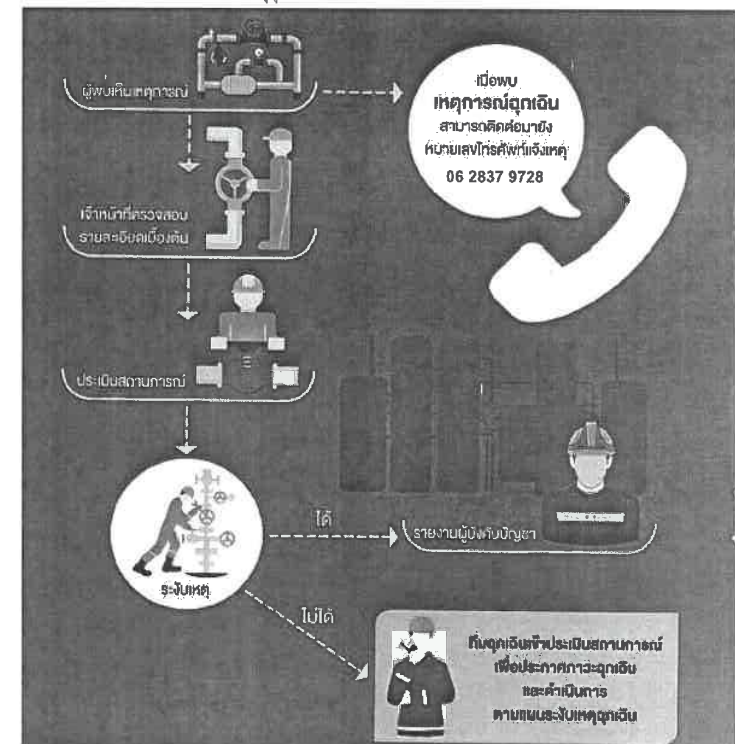 ผู้พบเห็นเหตุการณ์
เมื่อพบ
เหตุการณ์ฉุกเฉิน
สามารถติดต่อมายัง
หมายเลขโทรศัพท์แจ้งเหตุ
06 2837 9728
เจ้าหน้าที่ตรวจสอบ
รายละเอียดเบื้องต้น
ประเมินสถานการณ์
ระงับเหตุ
ได้
รายงานผู้บังคับบัญชา
ไม่ได้
ทีมฉุกเฉินเข้าประเมินสถานการณ์
เพื่อประกาศภาวะฉุกเฉิน
และดำเนินการ
ตามแผนระงับเหตุฉุกเฉิน